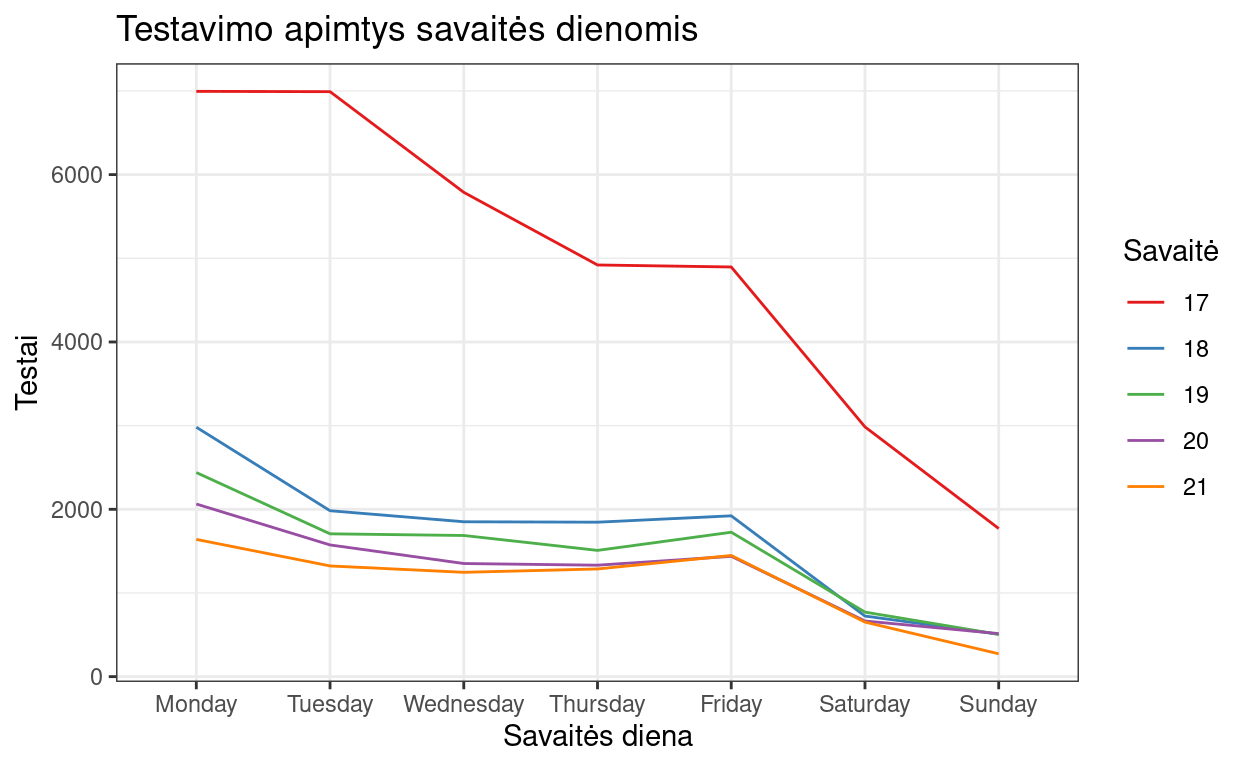 Testavimo apimtys savaitės dienomis
Testai
6000
4000
2000
0
Monday Tuesday Wednesday Thursday Friday Saturday Sunday
Savaitės diena
Savaitė
17
18
19
20
21